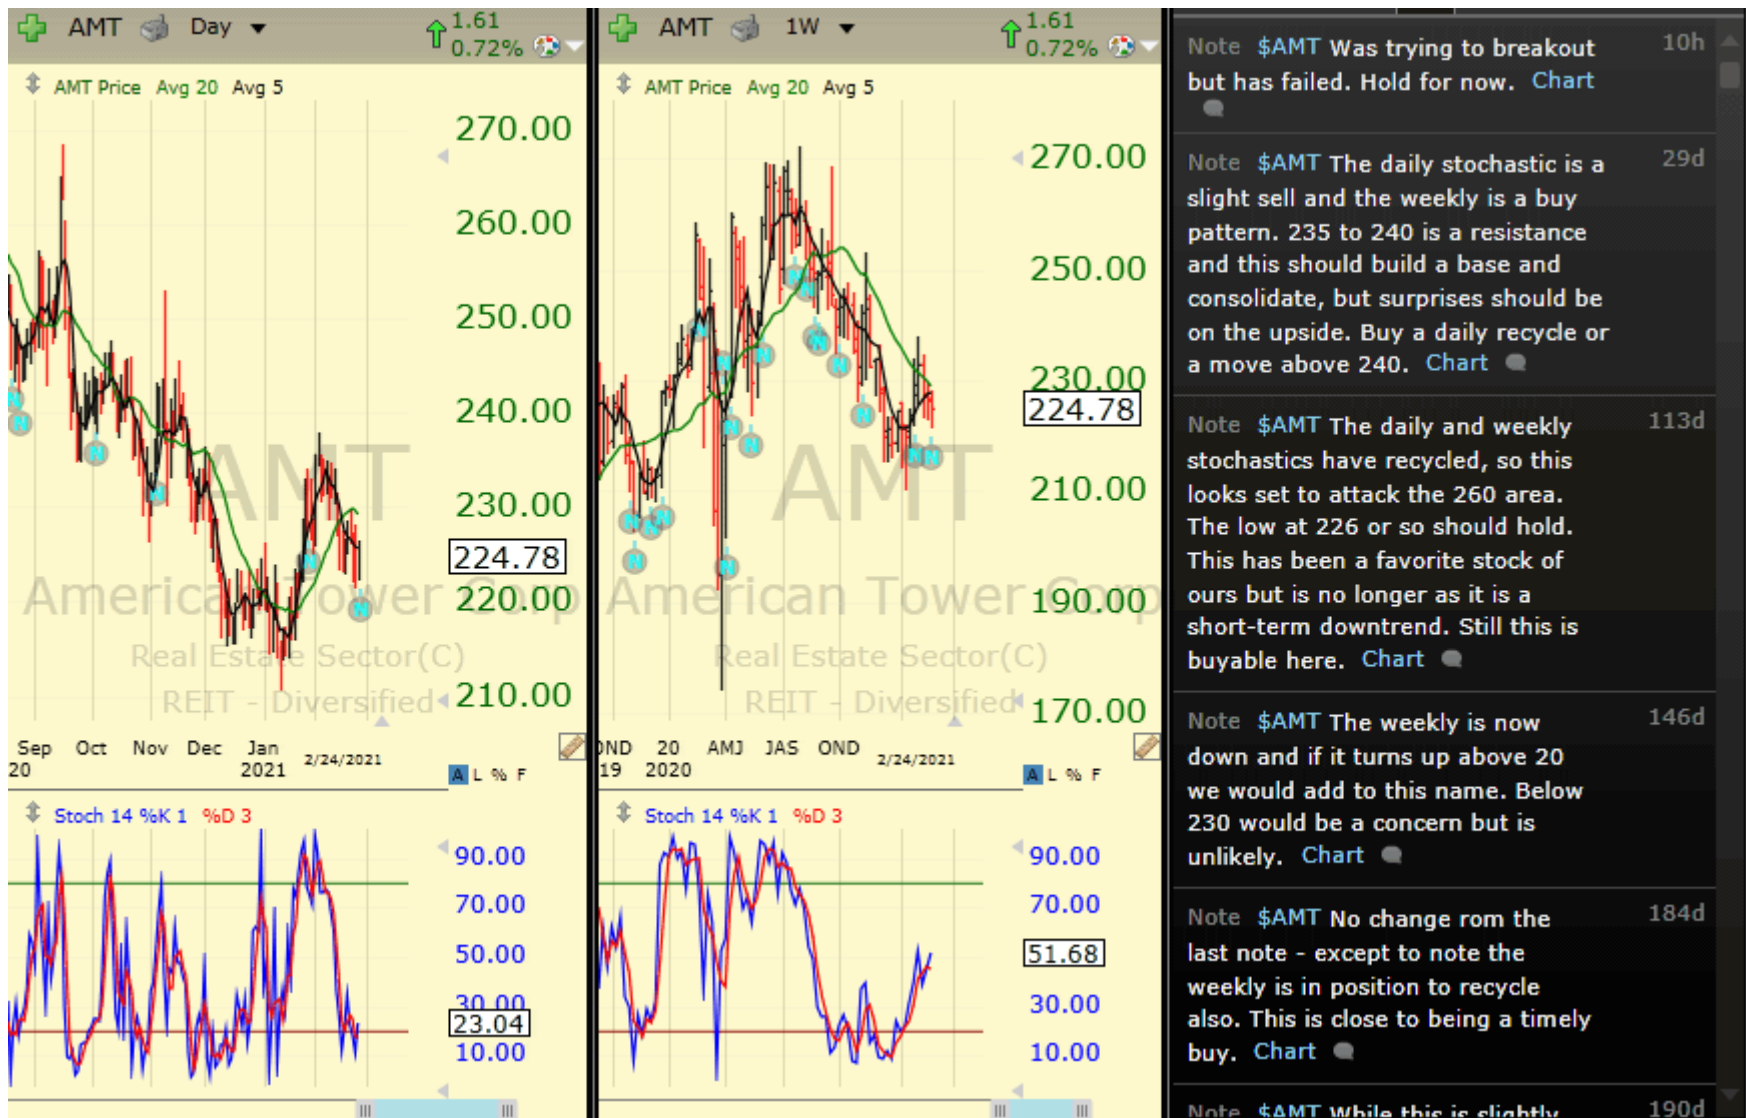 AMT Day
1.61
0.72%
AMT Price Avg 20 Avg 5
270.00
260.00
250.00
240.00
230.00
224.78
220.00
210.00
AMT
American Tower Corp
Real Estate Sector(C)
REIT - Diversified
Sep Oct Nov Dec Jan
20 2021 2/24/2021
A L % F
Stoch 14 %K 1 %D 3
90.00
70.00
50.00
30.00
23.04
10.00
AMT 1W
1.61
0.72%
AMT Price Avg 20 Avg 5
270.00
250.00
230.00
224.78
210.00
190.00
170.00
AMT
American Tower Corp
Real Estate Sector(C)
REIT - Diversified
OND 20 AMJ JAS OND
19 2020 2/24/2021
A L % F
Stoch 14 %K 1 %D 3
90.00
70.00
51.68
30.00
10.00
Note $AMT Was trying to breakout 10h
but has failed. Hold for now. Chart
Note $AMT The daily stochastic is a 29d
slight sell and the weekly is a buy
pattern. 235 to 240 is a resistance
and this should build a base and
consolidate, but surprises should be
on the upside. Buy a daily recycle or
a move above 240. Chart
Note $AMT The daily and weekly 113d
stochastics have recycled, so this
looks set to attack the 260 area.
The low at 226 or so should hold.
This has been a favorite stock of
ours but is no longer as it is a
short-term downtrend. Still this is
buyable here. Chart
Note $AMT The weekly is now 146d
down and if it turns up above 20
we would add to this name. Below
230 would be a concern but is
unlikely. Chart
Note $AMT No change rom the 184d
last note - except to note the
weekly is in position to recycle
also. This is close to being a timely
buy. Chart
Note $AMT While this is slightly 190d